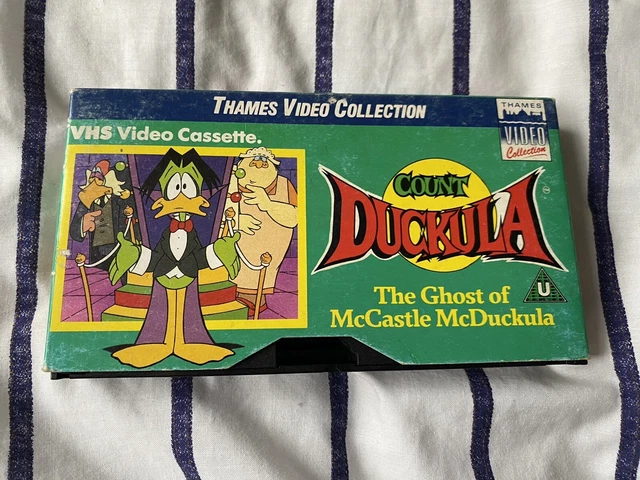 THAMES VIDEO COLLECTION
THAMES
VIDEO
Collection
VHS Video Cassette.
COUNT
DUCKULA
The Ghost of
McCastle McDuckula
U